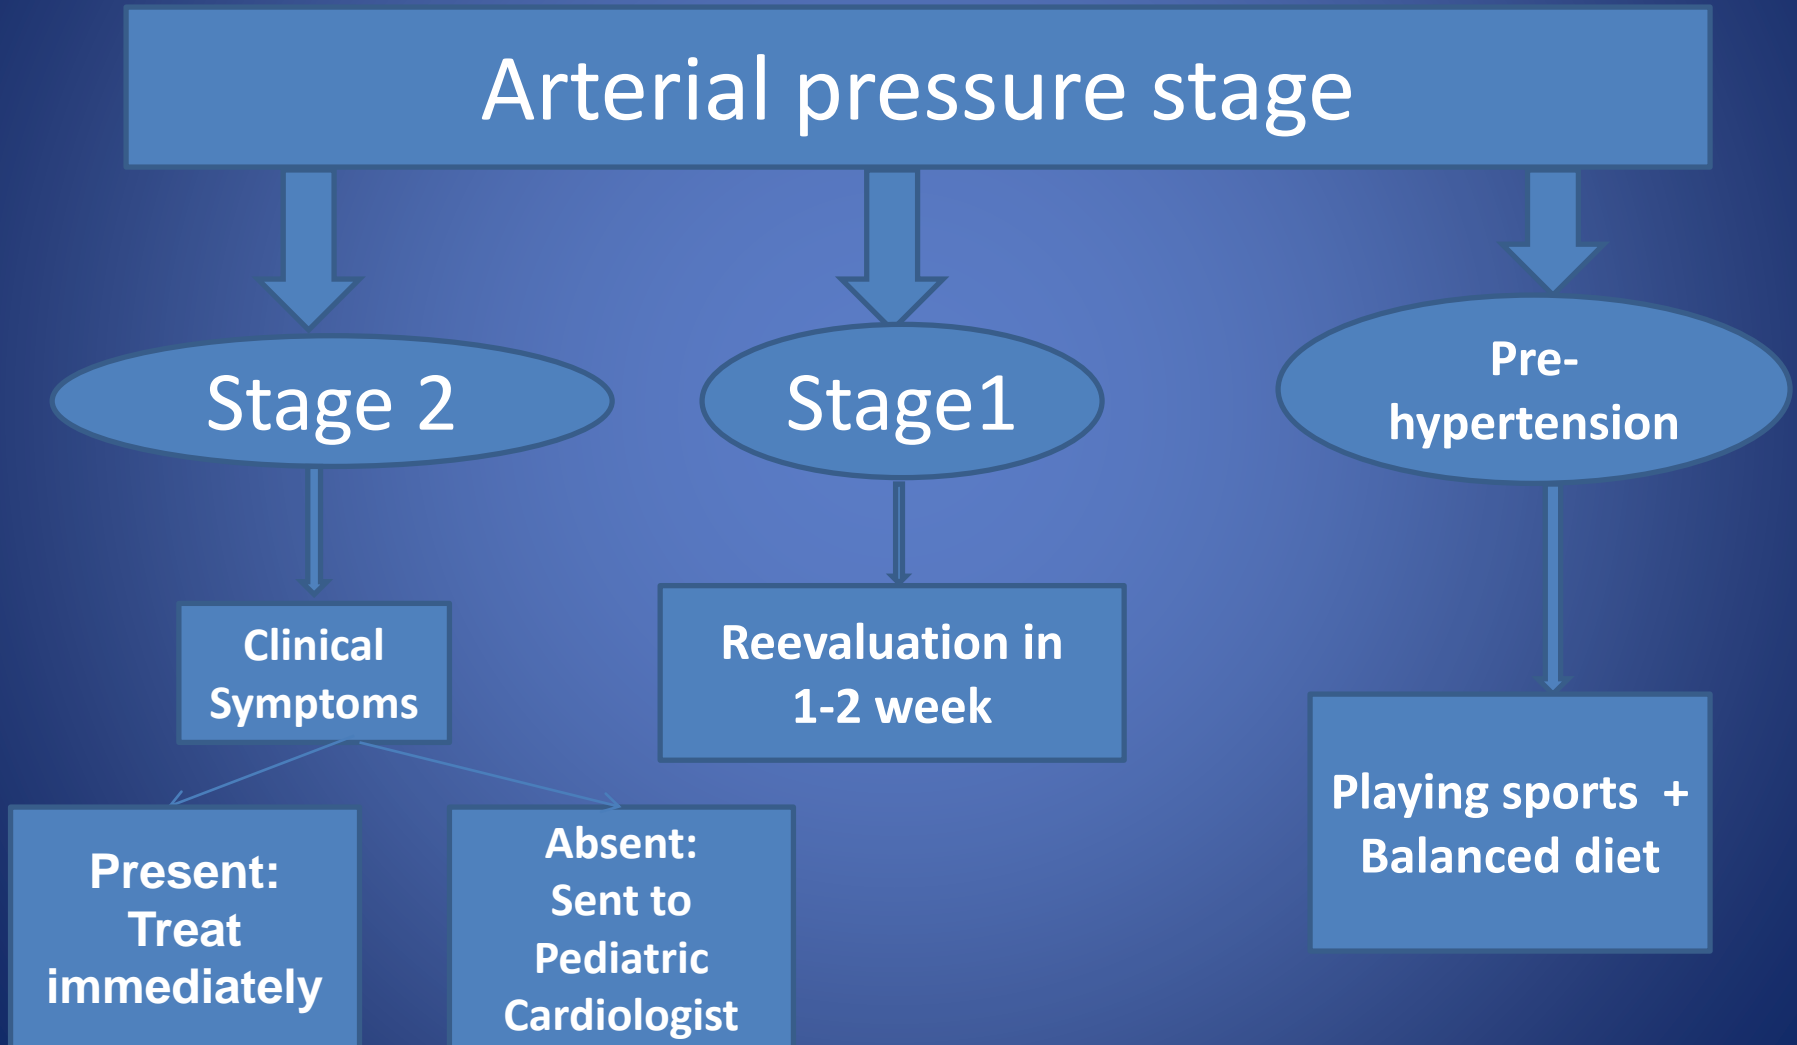 Arterial pressure stage
Stage 2
Stage1
Pre-
hypertension
Clinical
Symptoms
Reevaluation in
1-2 week
Playing sports  +
Balanced diet
Present:
Treat
immediately
Absent:
Sent to
Pediatric
Cardiologist